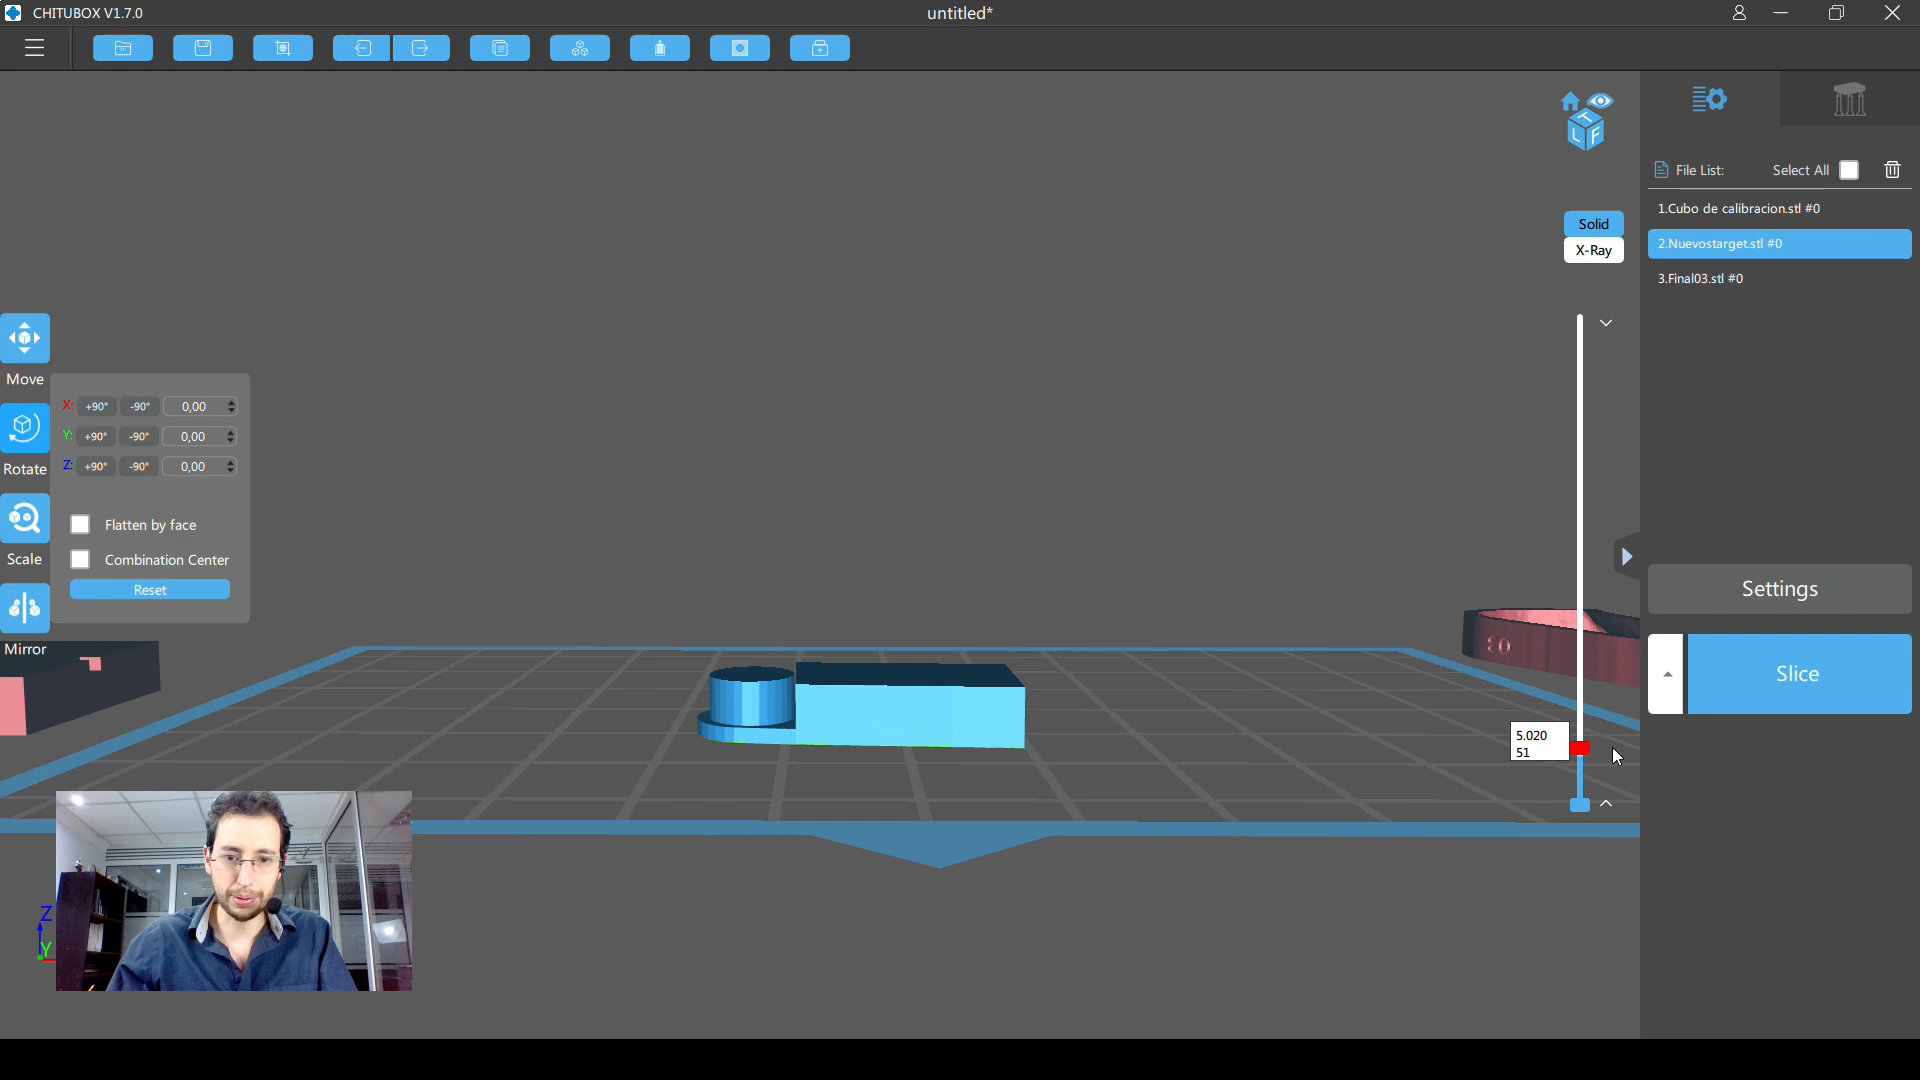 CHITUBOX V1.7.0
untitled*
T
L
F
File List:
Select All
1.Cubo de calibracion.stl #0
Solid
X-Ray
2.Nuevostarget.stl #0
3.Final03.stl #0
Move
X: +90° -90° 0,00
Y: +90° -90° 0,00
Z: +90° -90° 0,00
Rotate
Flatten by face
Scale
Combination Center
Reset
Settings
Mirror
03
Slice
5.020
51
Z
Y